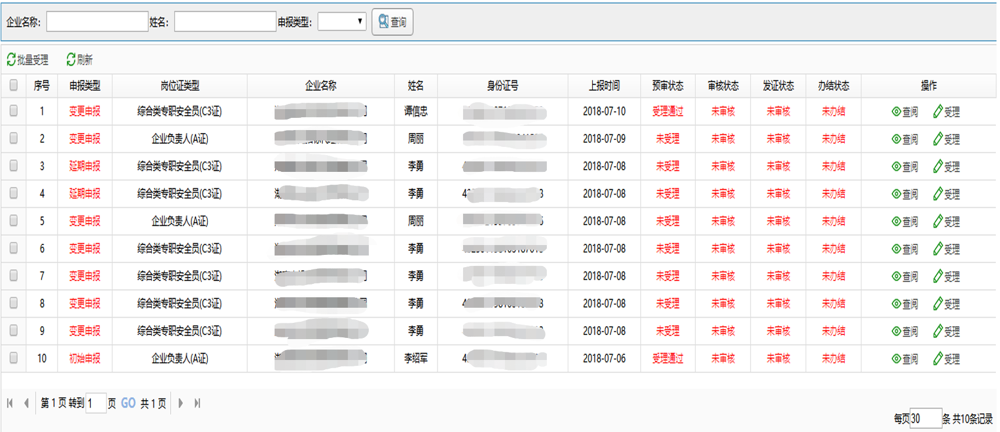 企业名称： 姓名： 申报类型： 查询
批量受理 刷新
序号 申报类型 岗位证类型 企业名称 姓名 身份证号 上报时间 预审状态 审核状态 发证状态 办结状态 操作
1 变更申报 综合类专职安全员(C3证) 谭信忠 2018-07-10 受理通过 未审核 未审核 未办结 查阅 受理
2 变更申报 企业负责人(A证) 周丽 2018-07-09 未受理 未审核 未审核 未办结 查阅 受理
3 延期申报 综合类专职安全员(C3证) 李勇 2018-07-08 未受理 未审核 未审核 未办结 查阅 受理
4 延期申报 综合类专职安全员(C3证) 李勇 2018-07-08 未受理 未审核 未审核 未办结 查阅 受理
5 变更申报 企业负责人(A证) 周丽 2018-07-08 未受理 未审核 未审核 未办结 查阅 受理
6 变更申报 综合类专职安全员(C3证) 李勇 2018-07-08 未受理 未审核 未审核 未办结 查阅 受理
7 变更申报 综合类专职安全员(C3证) 李勇 2018-07-08 未受理 未审核 未审核 未办结 查阅 受理
8 变更申报 综合类专职安全员(C3证) 李勇 2018-07-08 未受理 未审核 未审核 未办结 查阅 受理
9 变更申报 综合类专职安全员(C3证) 李勇 2018-07-08 未受理 未审核 未审核 未办结 查阅 受理
10 初始申报 企业负责人(A证) 李绍军 2018-07-06 受理通过 未审核 未审核 未办结 查阅 受理
第 1 页 转到 1 页 GO 共 1 页
每页 30 条 共10条记录